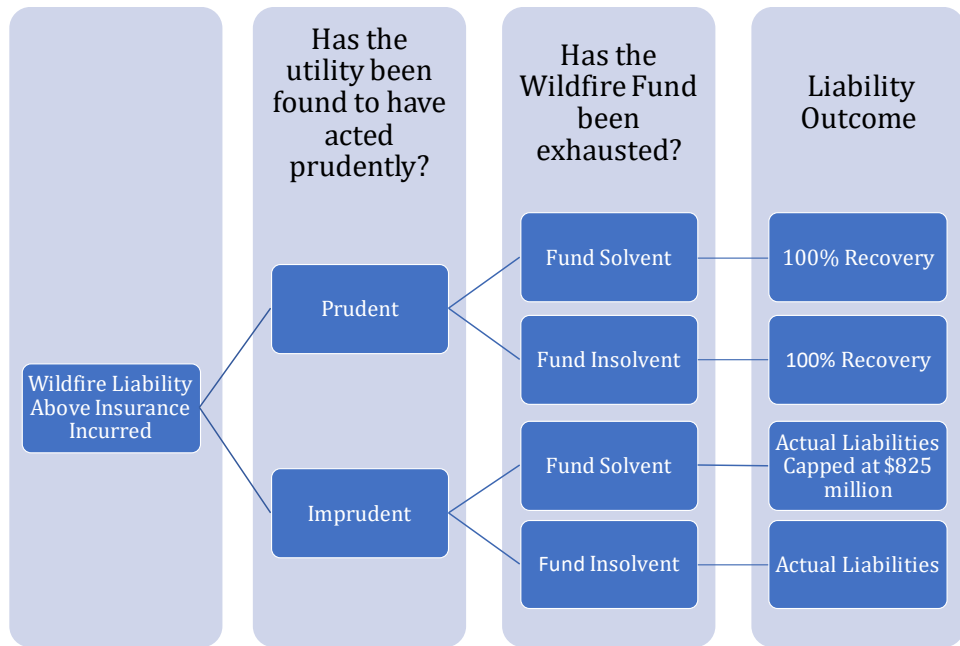 Has the
utility been
found to have
acted
prudently?
Has the
Wildfire Fund
been
exhausted?
Liability
Outcome
Wildfire Liability
Above Insurance
Incurred
Prudent
Imprudent
Fund Solvent
Fund Insolvent
Fund Solvent
Fund Insolvent
100% Recovery
100% Recovery
Actual Liabilities
Capped at $825
million
Actual Liabilities